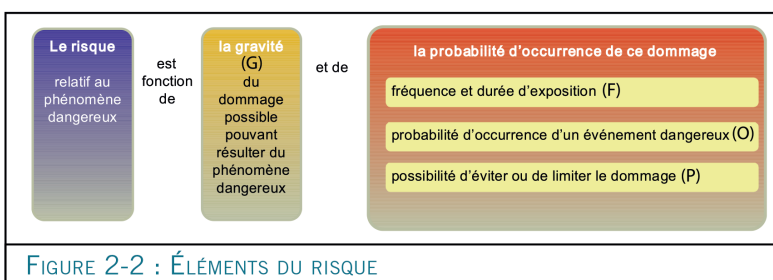 Le risque
relatif au
phénomène
dangereux
est
fonction
de
la gravité
(G)
du
dommage
possible
pouvant
résulter du
phénomène
dangereux
et de
la probabilité d'occurrence de ce dommage
fréquence et durée d'exposition (F)
probabilité d'occurrence d'un événement dangereux (O)
possibilité d'éviter ou de limiter le dommage (P)
FIGURE 2-2 : ÉLÉMENTS DU RISQUE